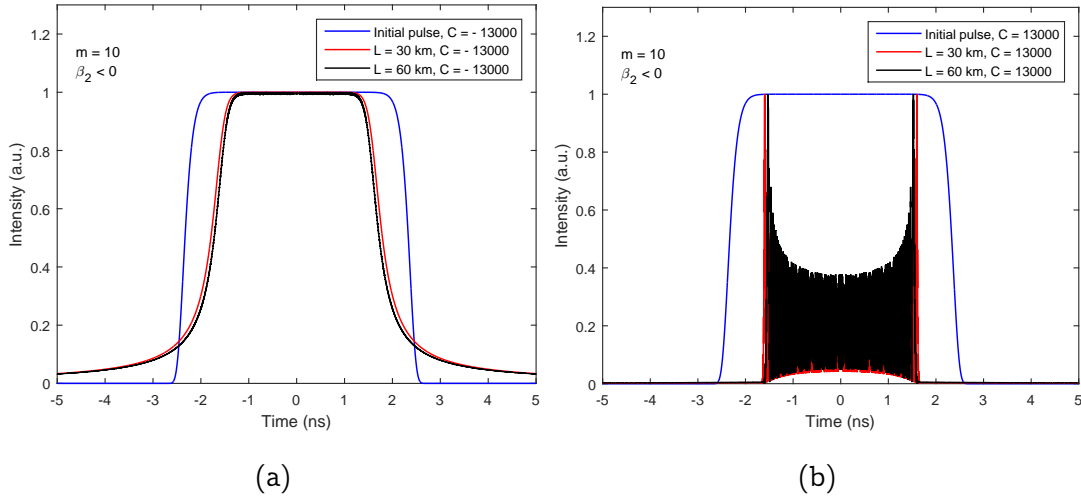 m = 10
β2 < 0
Initial pulse, C = - 13000
L = 30 km, C = - 13000
L = 60 km, C = - 13000
Intensity (a.u.)
1.2
1
0.8
0.6
0.4
0.2
0
-5 -4 -3 -2 -1 0 1 2 3 4 5
Time (ns)
(a)
m = 10
β2 < 0
Initial pulse, C = 13000
L = 30 km, C = 13000
L = 60 km, C = 13000
Intensity (a.u.)
1.2
1
0.8
0.6
0.4
0.2
0
-5 -4 -3 -2 -1 0 1 2 3 4 5
Time (ns)
(b)